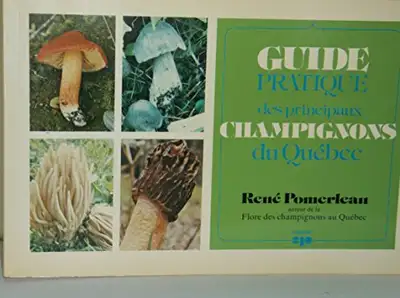 GUIDE
PRATIQUE
des principaux
CHAMPIGNONS
du Québec
René Pomerleau
auteur de la
Flore des champignons au Québec